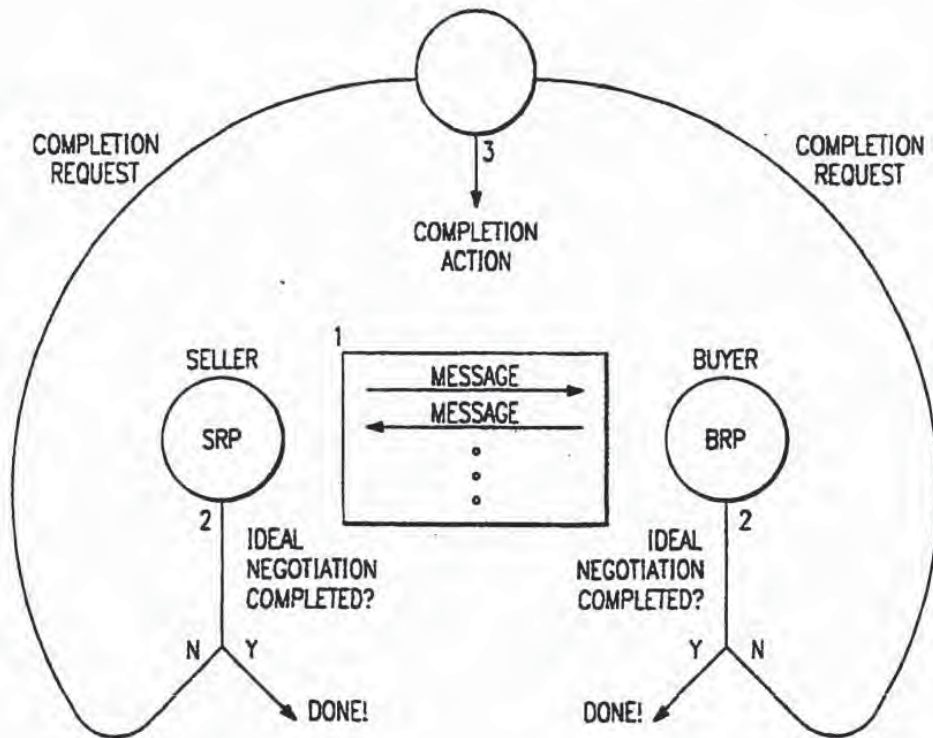 COMPLETION
REQUEST
COMPLETION
REQUEST
3
COMPLETION
ACTION
1
SELLER
SRP
MESSAGE
MESSAGE
BUYER
BRP
2
IDEAL
NEGOTIATION
COMPLETED?
N Y
DONE!
2
IDEAL
NEGOTIATION
COMPLETED?
Y N
DONE!